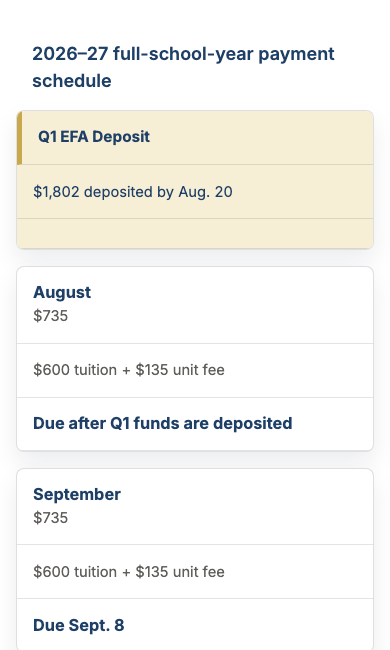 2026–27 full-school-year payment
schedule
Q1 EFA Deposit
$1,802 deposited by Aug. 20
August
$735
$600 tuition + $135 unit fee
Due after Q1 funds are deposited
September
$735
$600 tuition + $135 unit fee
Due Sept. 8